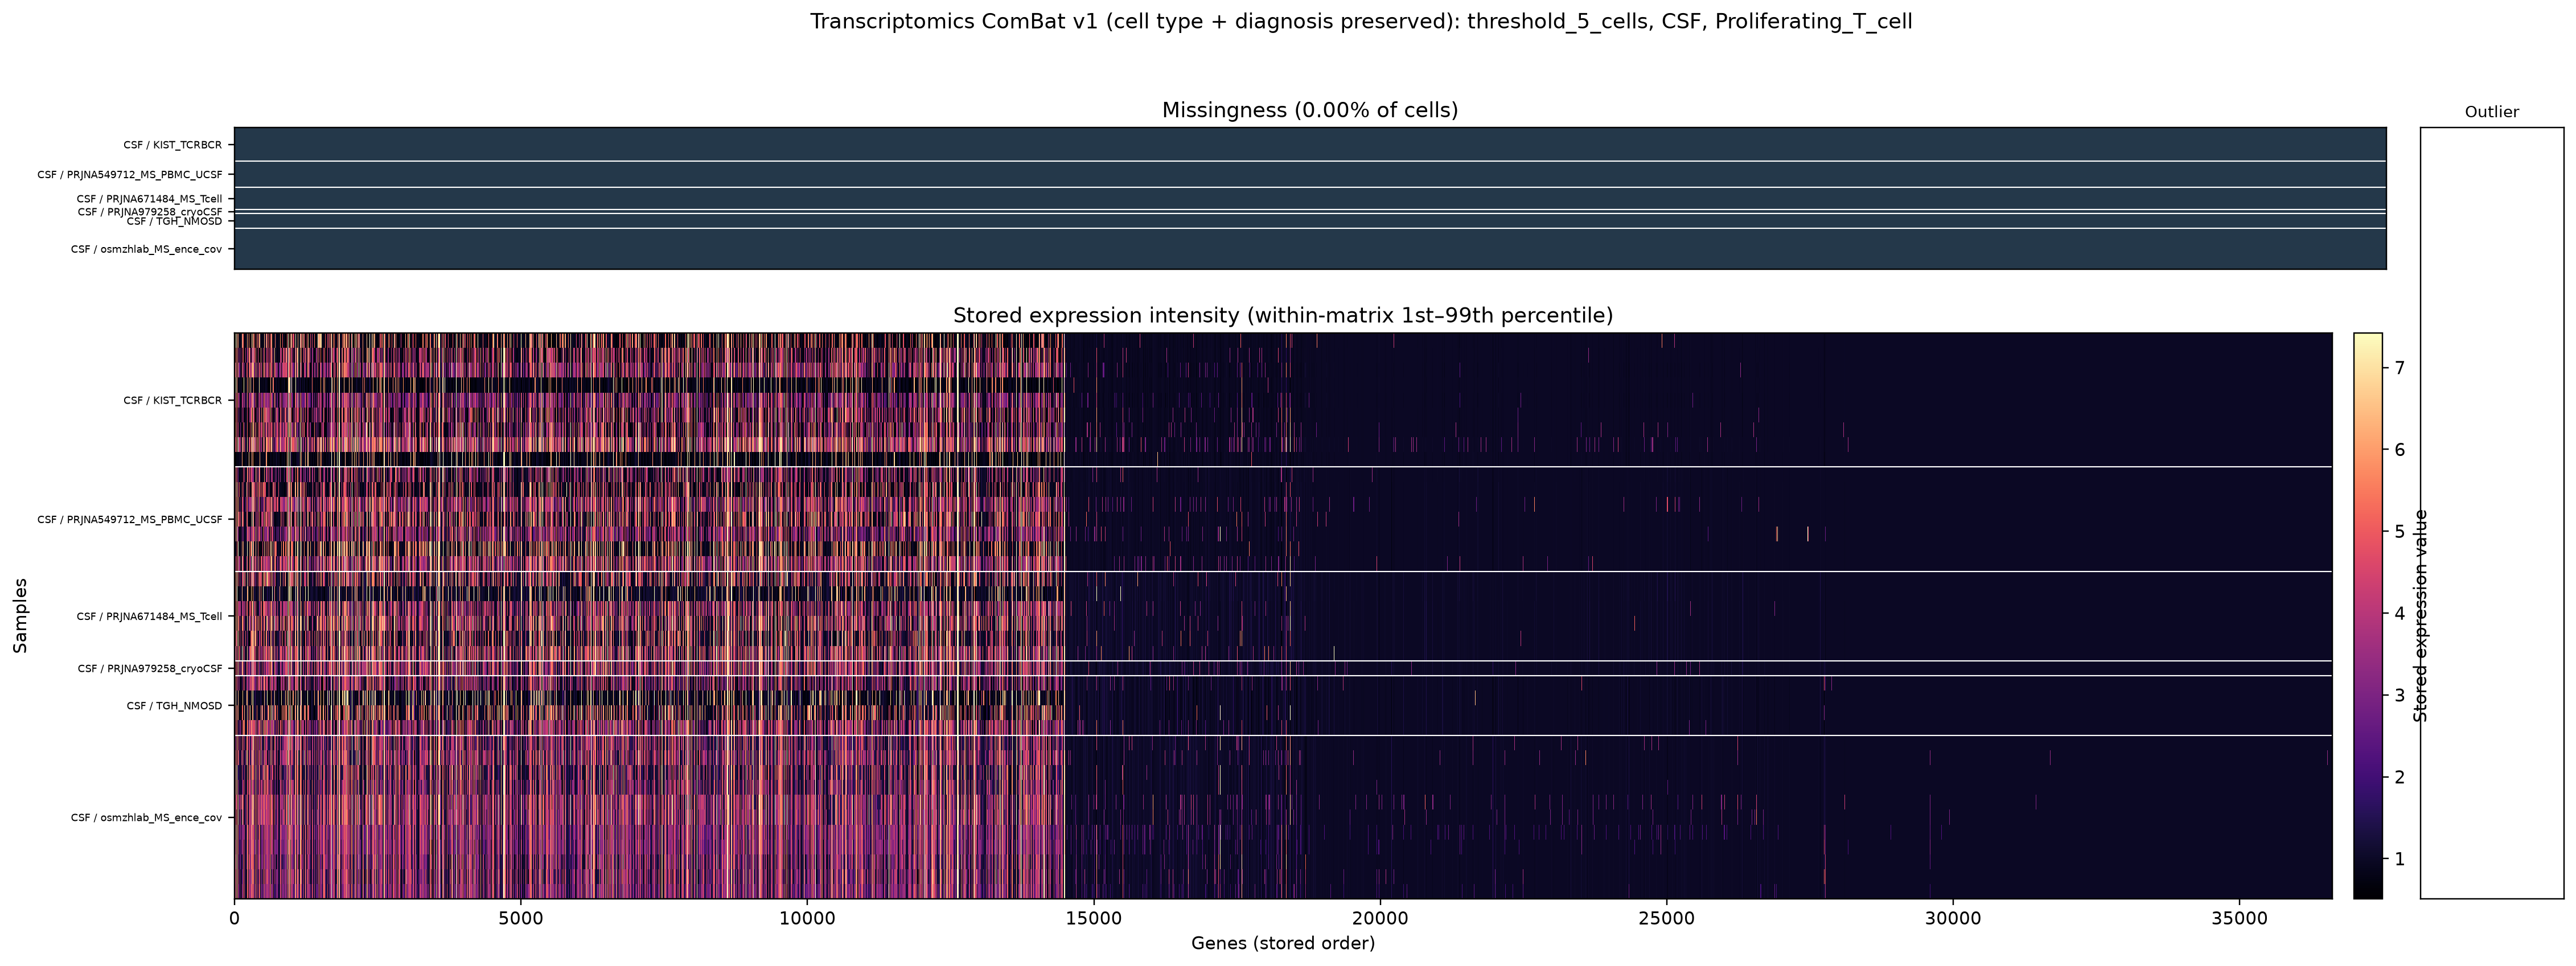 Transcriptomics ComBat v1 (cell type + diagnosis preserved): threshold_5_cells, CSF, Proliferating_T_cell
Missingness (0.00% of cells)
Outlier
CSF / KIST_TCRBCR
CSF / PRJNA549712_MS_PBMC_UCSF
CSF / PRJNA671484_MS_Tcell
CSF / PRJNA979258_cryoCSF
CSF / TGH_NMOSD
CSF / osmzhlab_MS_ence_cov
Stored expression intensity (within-matrix 1st–99th percentile)
Samples
CSF / KIST_TCRBCR
CSF / PRJNA549712_MS_PBMC_UCSF
CSF / PRJNA671484_MS_Tcell
CSF / PRJNA979258_cryoCSF
CSF / TGH_NMOSD
CSF / osmzhlab_MS_ence_cov
7
6
5
4
3
2
1
Stored expression value
0 5000 10000 15000 20000 25000 30000 35000
Genes (stored order)